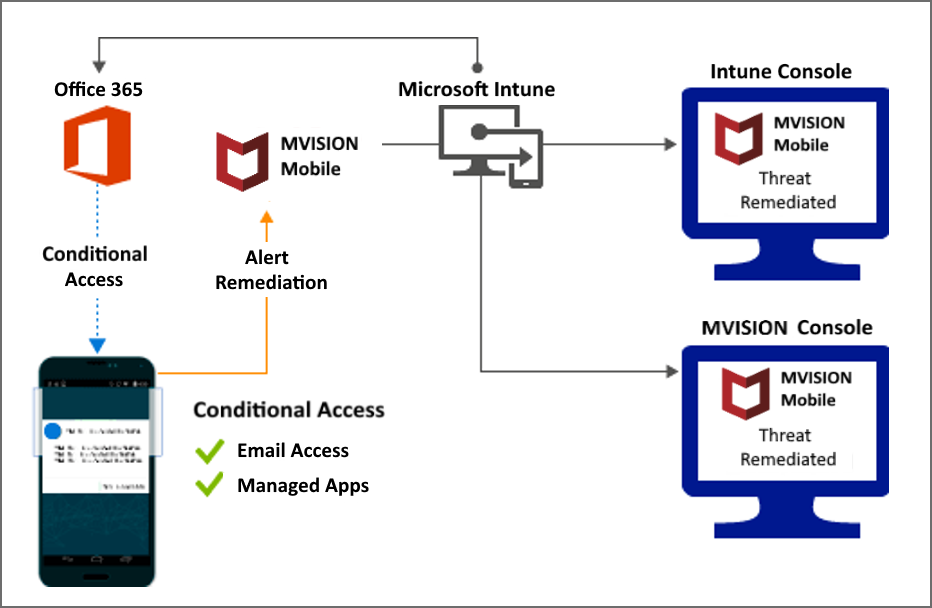 Office 365
Microsoft Intune
Intune Console
MVISION
Mobile
MVISION
Mobile
Threat
Remediated
Conditional
Access
Alert
Remediation
MVISION Console
MVISION
Mobile
Threat
Remediated
Conditional Access
Email Access
Managed Apps